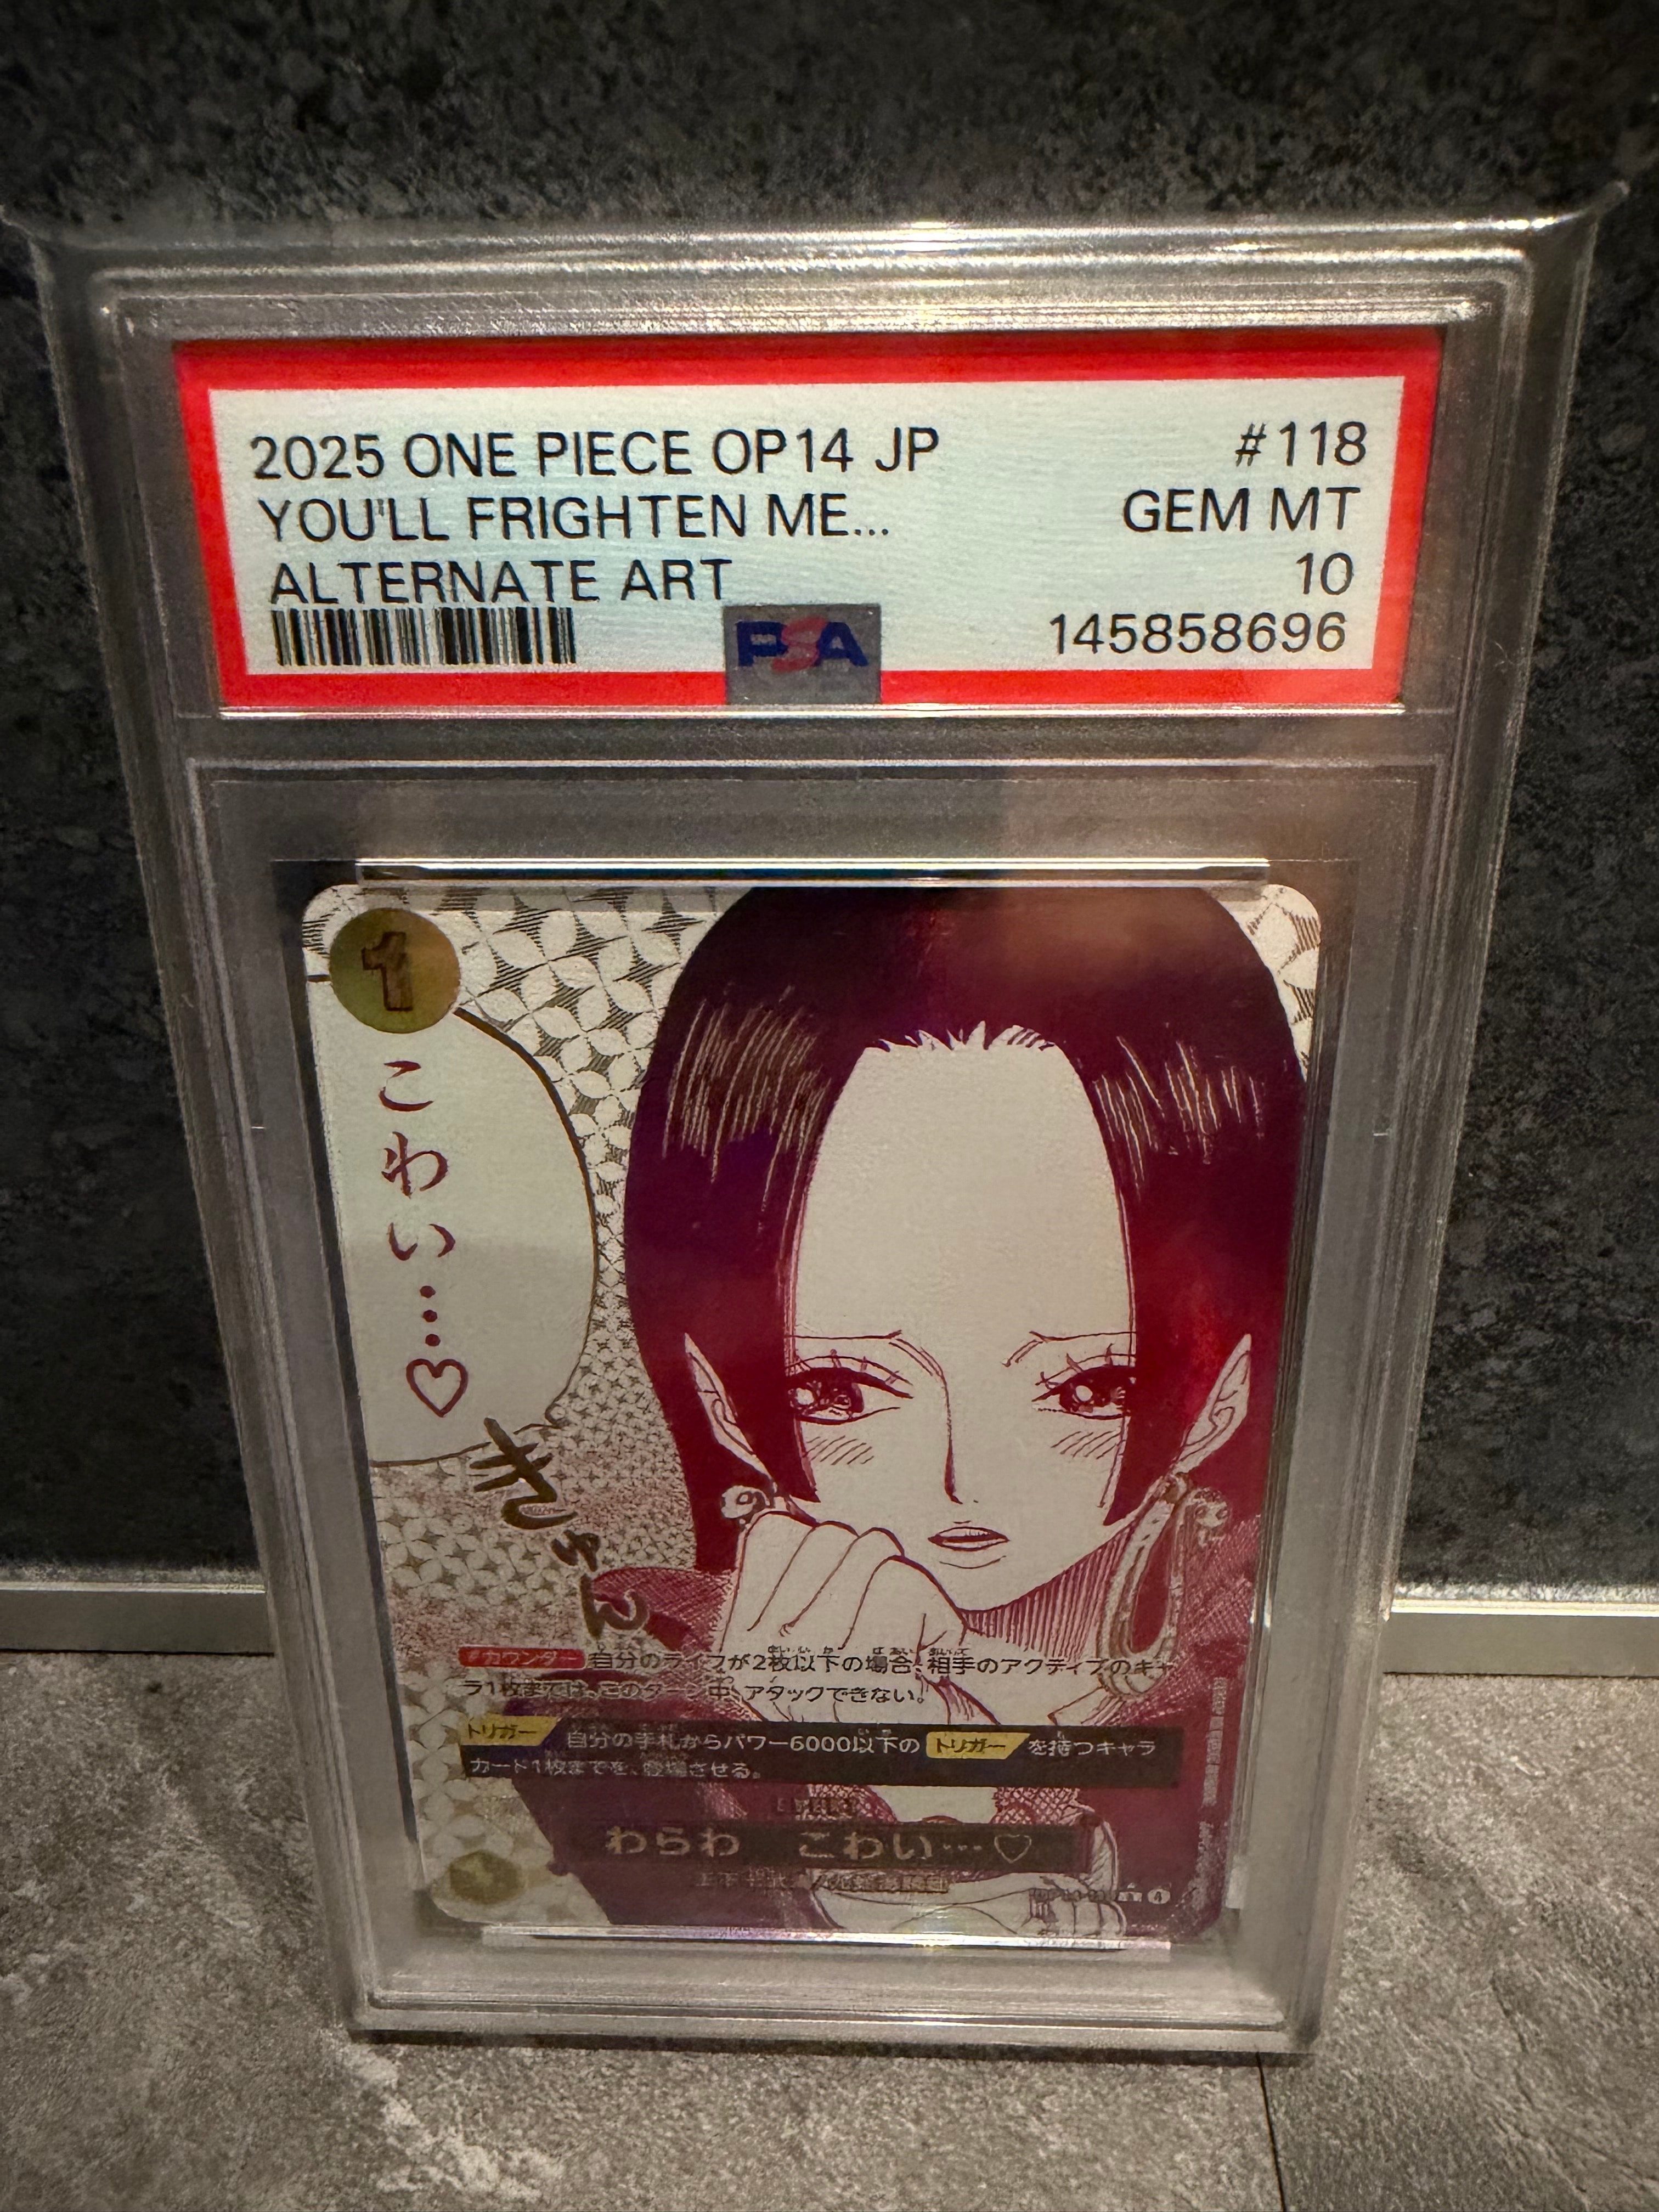 2025 ONE PIECE OP14 JP #118
YOU'LL FRIGHTEN ME... GEM MT
ALTERNATE ART 10
PSA 145858696
1
こわい…♡
きゅん
カウンター 自分のライフが2枚以下の場合、相手のアクティブのキャ
ラ1枚までは、このターン中、アタックできない。
トリガー 自分の手札からパワー6000以下の トリガー を持つキャラ
カード1枚までを、登場させる。
EVENT
わらわ こわい…♡